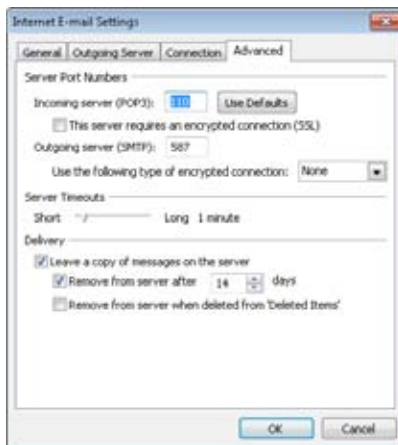 Internet E-mail Settings
General Outgoing Server Connection Advanced
Server Port Numbers
Incoming server (POP3): 110 Use Defaults
This server requires an encrypted connection (SSL)
Outgoing server (SMTP): 587
Use the following type of encrypted connection: None
Server Timeouts
Short Long 1 minute
Delivery
Leave a copy of messages on the server
Remove from server after 14 days
Remove from server when deleted from 'Deleted Items'
OK Cancel